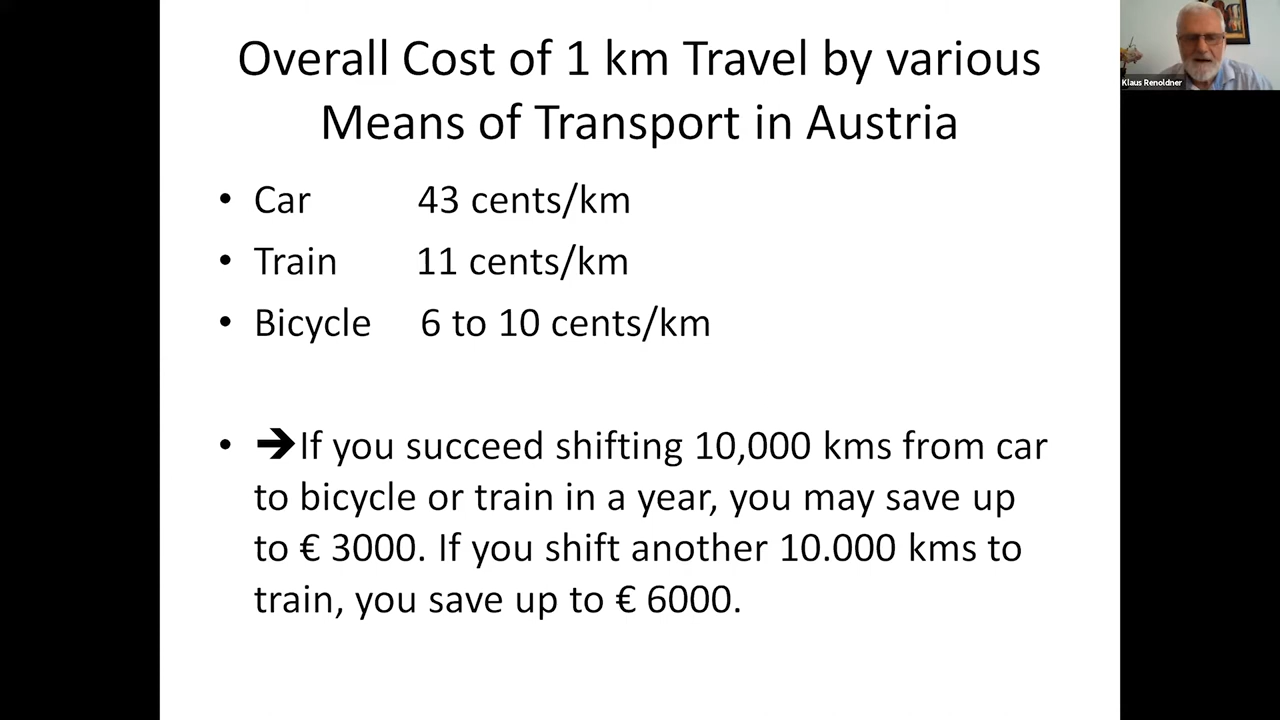 Overall Cost of 1 km Travel by various
Means of Transport in Austria
• Car 43 cents/km
• Train 11 cents/km
• Bicycle 6 to 10 cents/km
• ➔If you succeed shifting 10,000 kms from car
to bicycle or train in a year, you may save up
to € 3000. If you shift another 10.000 kms to
train, you save up to € 6000.
Klaus Renoldner